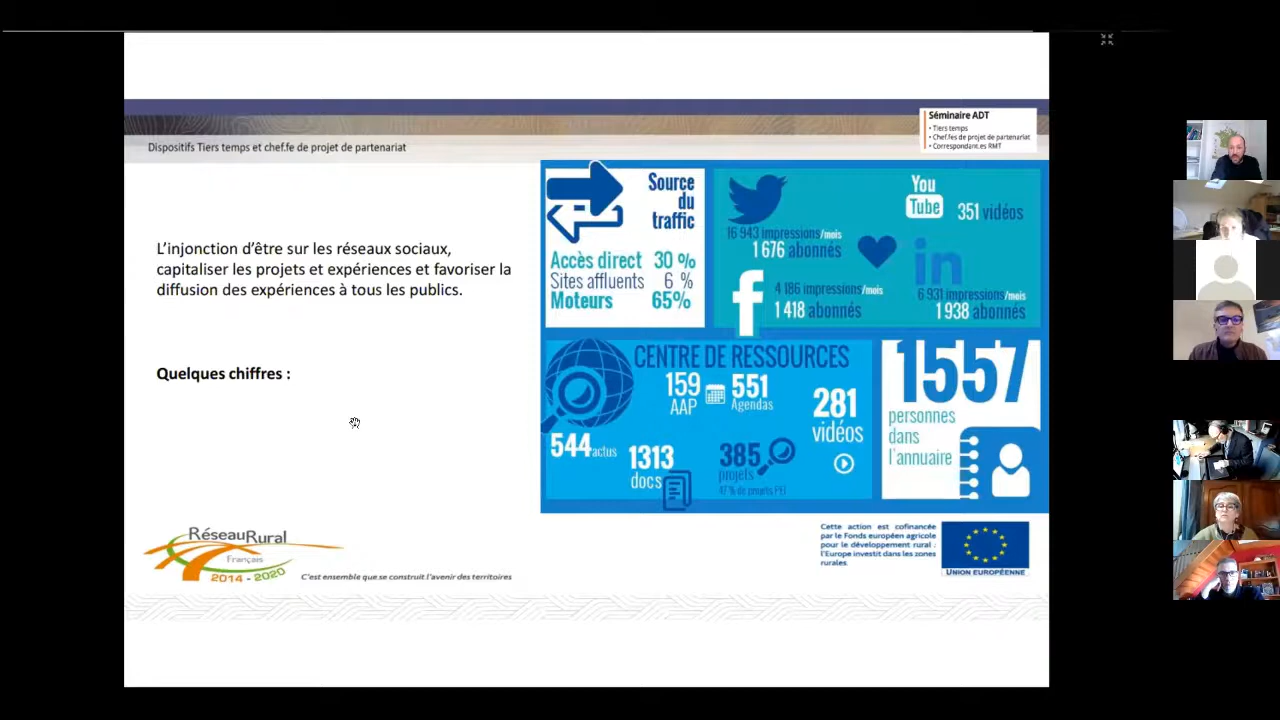 Séminaire ADT
• Tiers temps
• Chef.fes de projet de partenariat
• Correspondant.es RMT
Dispositifs Tiers temps et chef.fe de projet de partenariat
L'injonction d'être sur les réseaux sociaux,
capitaliser les projets et expériences et favoriser la
diffusion des expériences à tous les publics.
Quelques chiffres :
Source
du
traffic
Accès direct 30 %
Sites affluents 6 %
Moteurs 65%
16 943 impressions/mois
1 676 abonnés
You
Tube
351 vidéos
f
4 186 impressions/mois
1 418 abonnés
in
6 931 impressions/mois
1 938 abonnés
CENTRE DE RESSOURCES
159
AAP
551
Agendas
281
vidéos
544 actus
1313
docs
385
projets
47 % de projets
1557
personnes
dans
l'annuaire
RéseauRural
Français
2014 - 2020
C'est ensemble que se construit l'avenir des territoires
Cette action est cofinancée
par le Fonds européen agricole
pour le développement rural :
l'Europe investit dans les zones
rurales.
UNION EUROPÉENNE